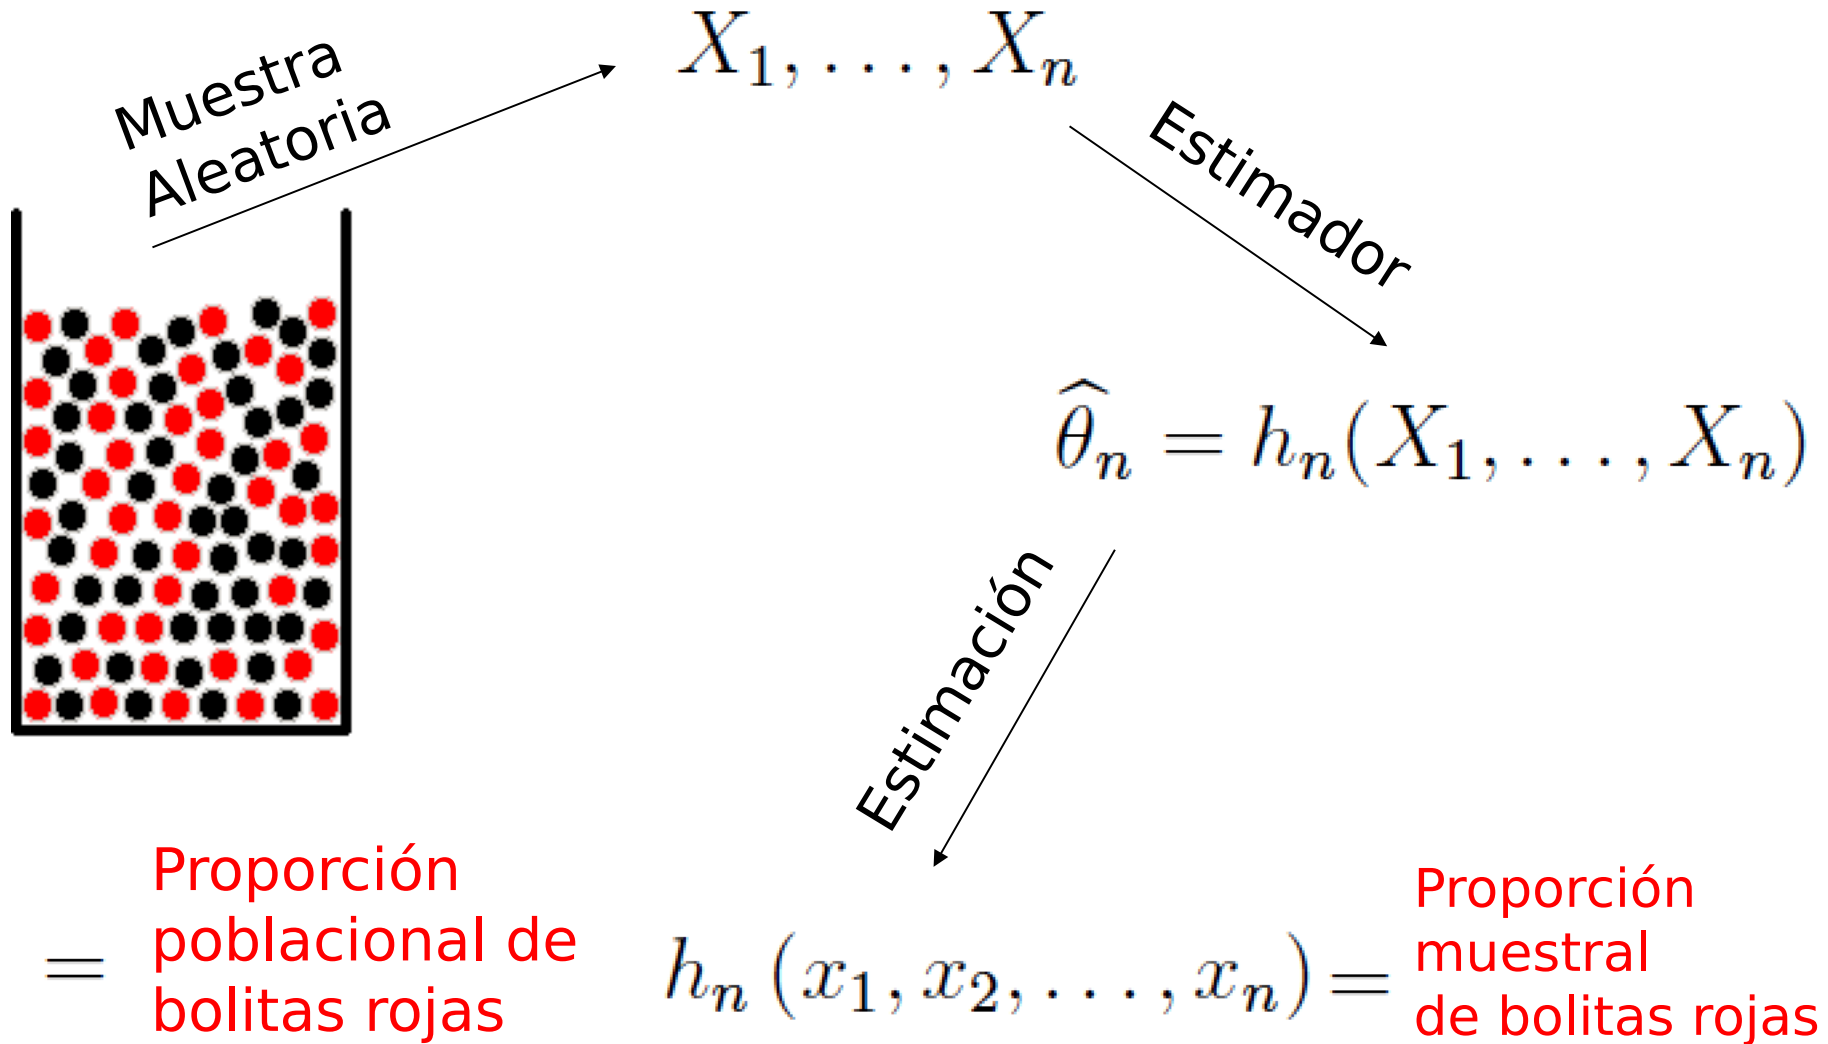 Muestra
Aleatoria
X₁, . . . , Xₙ
Estimador
θ̂ₙ = hₙ(X₁, . . . , Xₙ)
Estimación
= Proporción
poblacional de
bolitas rojas
hₙ (x₁, x₂, . . . , xₙ) = Proporción
muestral
de bolitas rojas